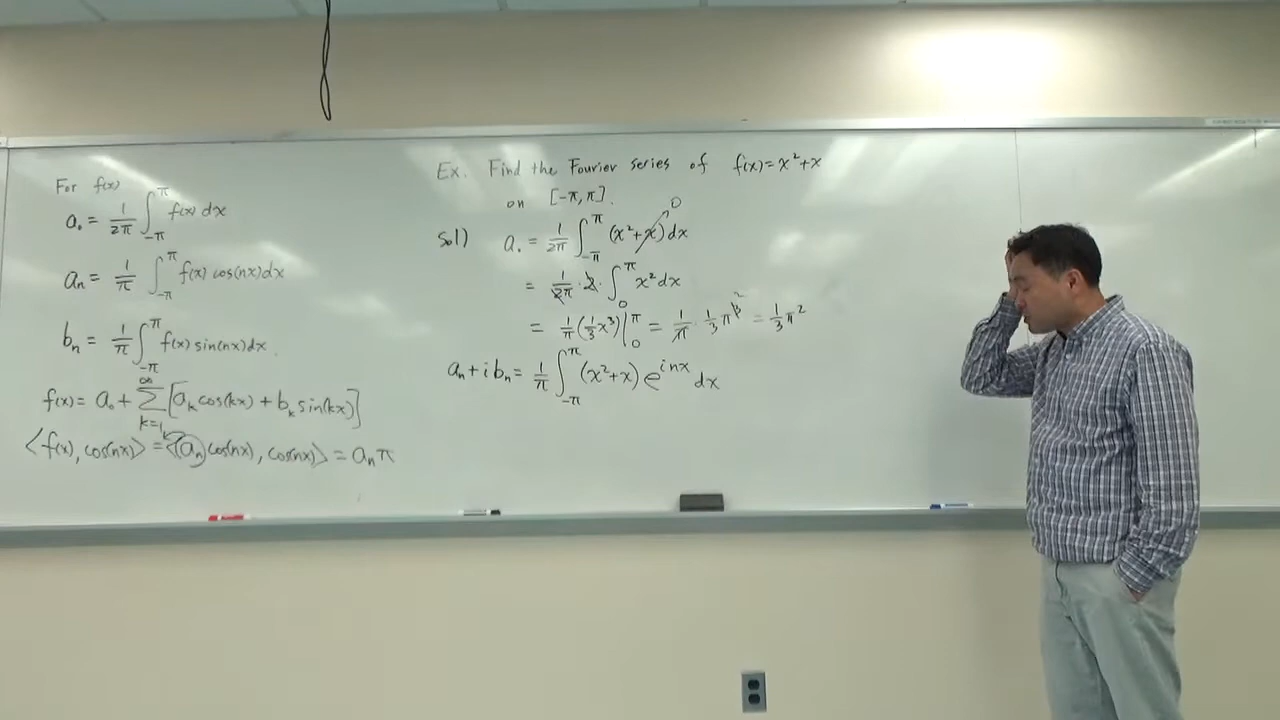 For f(x)
a₀ = 1/2π ∫_{-π}^{π} f(x) dx
aₙ = 1/π ∫_{-π}^{π} f(x) cos(nx) dx
bₙ = 1/π ∫_{-π}^{π} f(x) sin(nx) dx
f(x) = a₀ + ∑_{k=1}^{∞} [aₖ cos(kx) + bₖ sin(kx)]
⟨f(x), cos(nx)⟩ = ⟨aₙ cos(nx), cos(nx)⟩ = aₙ π
Ex. Find the Fourier series of f(x) = x² + x
on [-π, π].
Sol) a₀ = 1/2π ∫_{-π}^{π} (x² + x) dx 0
= 1/2π · 2 · ∫_{0}^{π} x² dx
= 1/π (1/3 x³) |_{0}^{π} = 1/π · 1/3 π³ ² = 1/3 π²
aₙ + i bₙ = 1/π ∫_{-π}^{π} (x² + x) e^{inx} dx